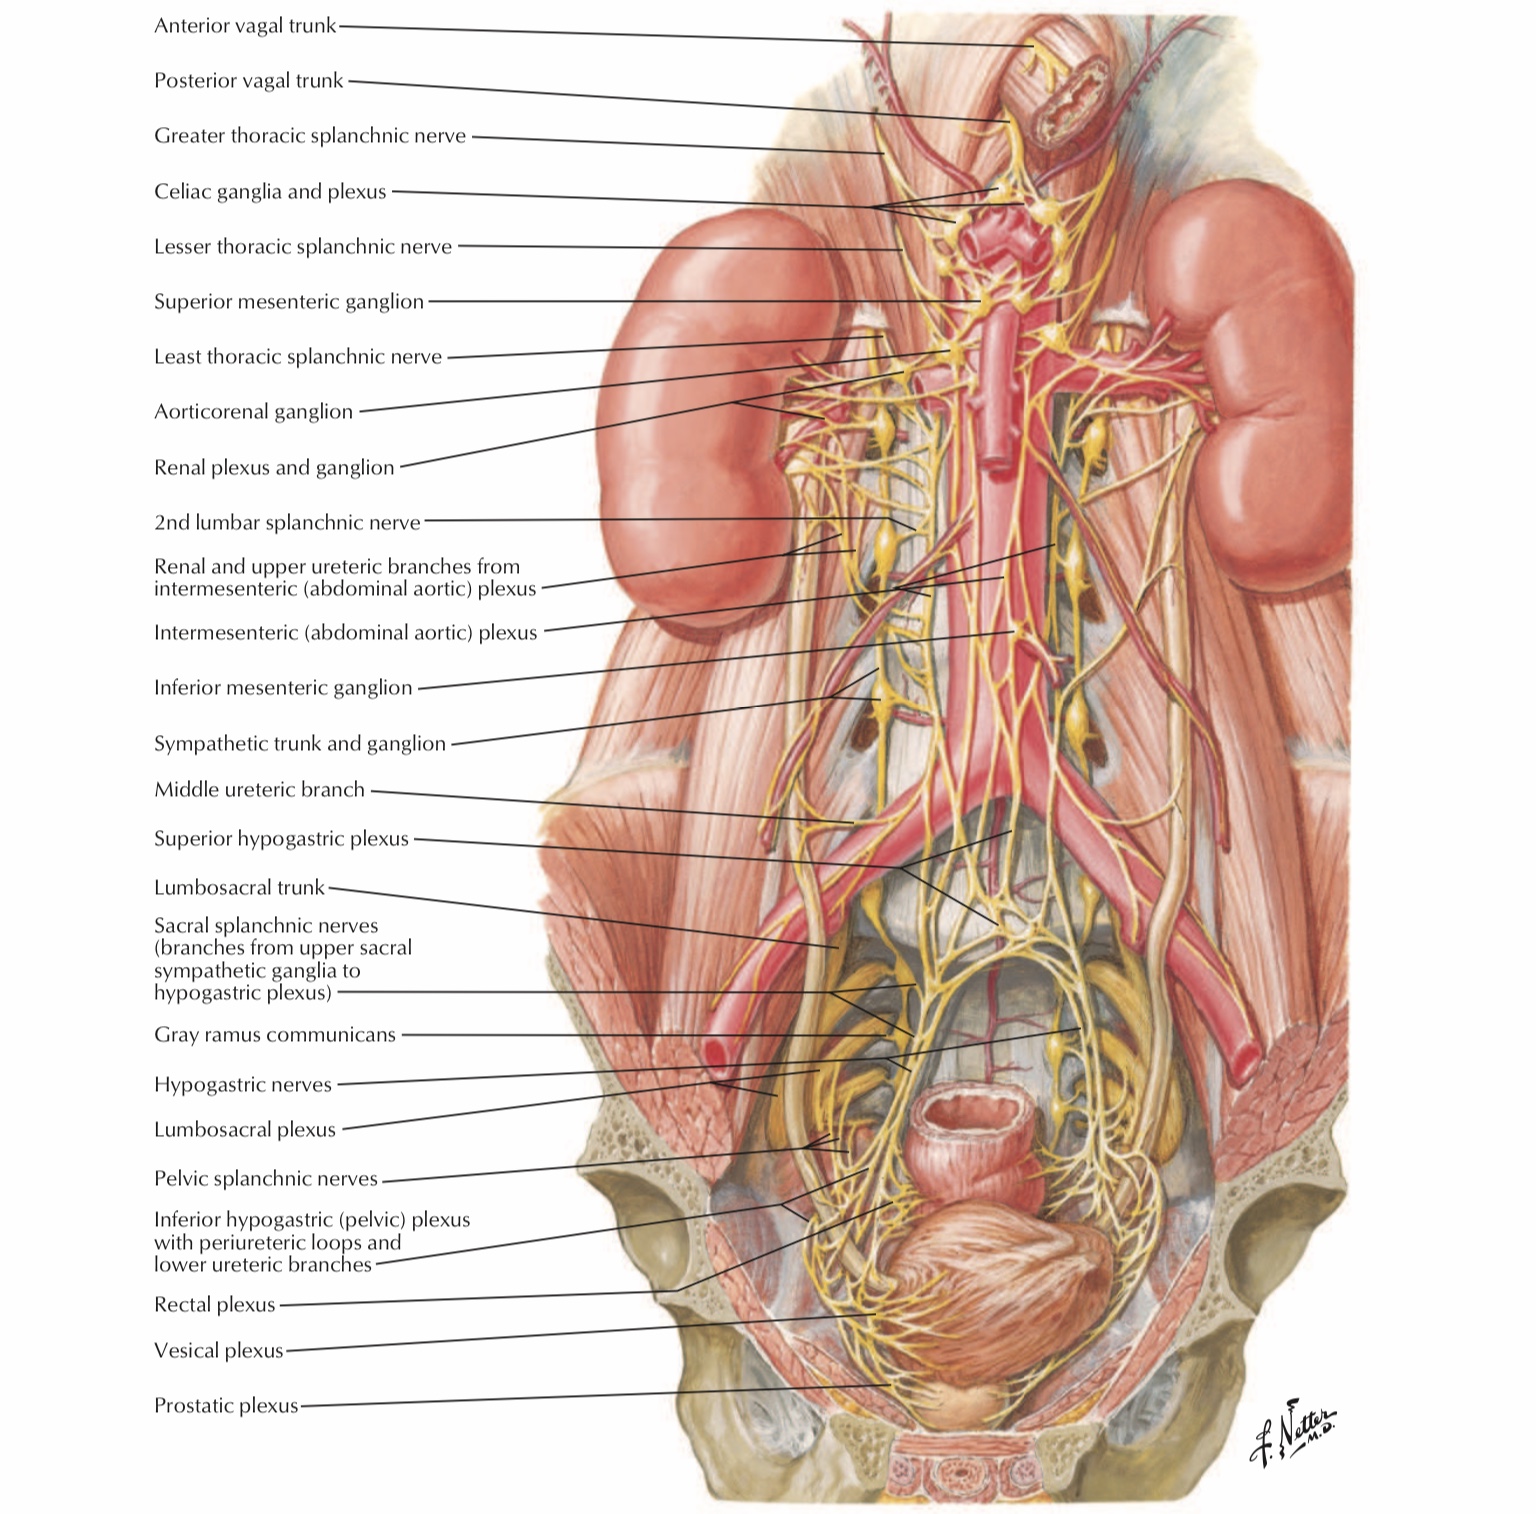 Anterior vagal trunk
Posterior vagal trunk
Greater thoracic splanchnic nerve
Celiac ganglia and plexus
Lesser thoracic splanchnic nerve
Superior mesenteric ganglion
Least thoracic splanchnic nerve
Aorticorenal ganglion
Renal plexus and ganglion
2nd lumbar splanchnic nerve
Renal and upper ureteric branches from
intermesenteric (abdominal aortic) plexus
Intermesenteric (abdominal aortic) plexus
Inferior mesenteric ganglion
Sympathetic trunk and ganglion
Middle ureteric branch
Superior hypogastric plexus
Lumbosacral trunk
Sacral splanchnic nerves
(branches from upper sacral
sympathetic ganglia to
hypogastric plexus)
Gray ramus communicans
Hypogastric nerves
Lumbosacral plexus
Pelvic splanchnic nerves
Inferior hypogastric (pelvic) plexus
with periureteric loops and
lower ureteric branches
Rectal plexus
Vesical plexus
Prostatic plexus
F. Netter
M.D.